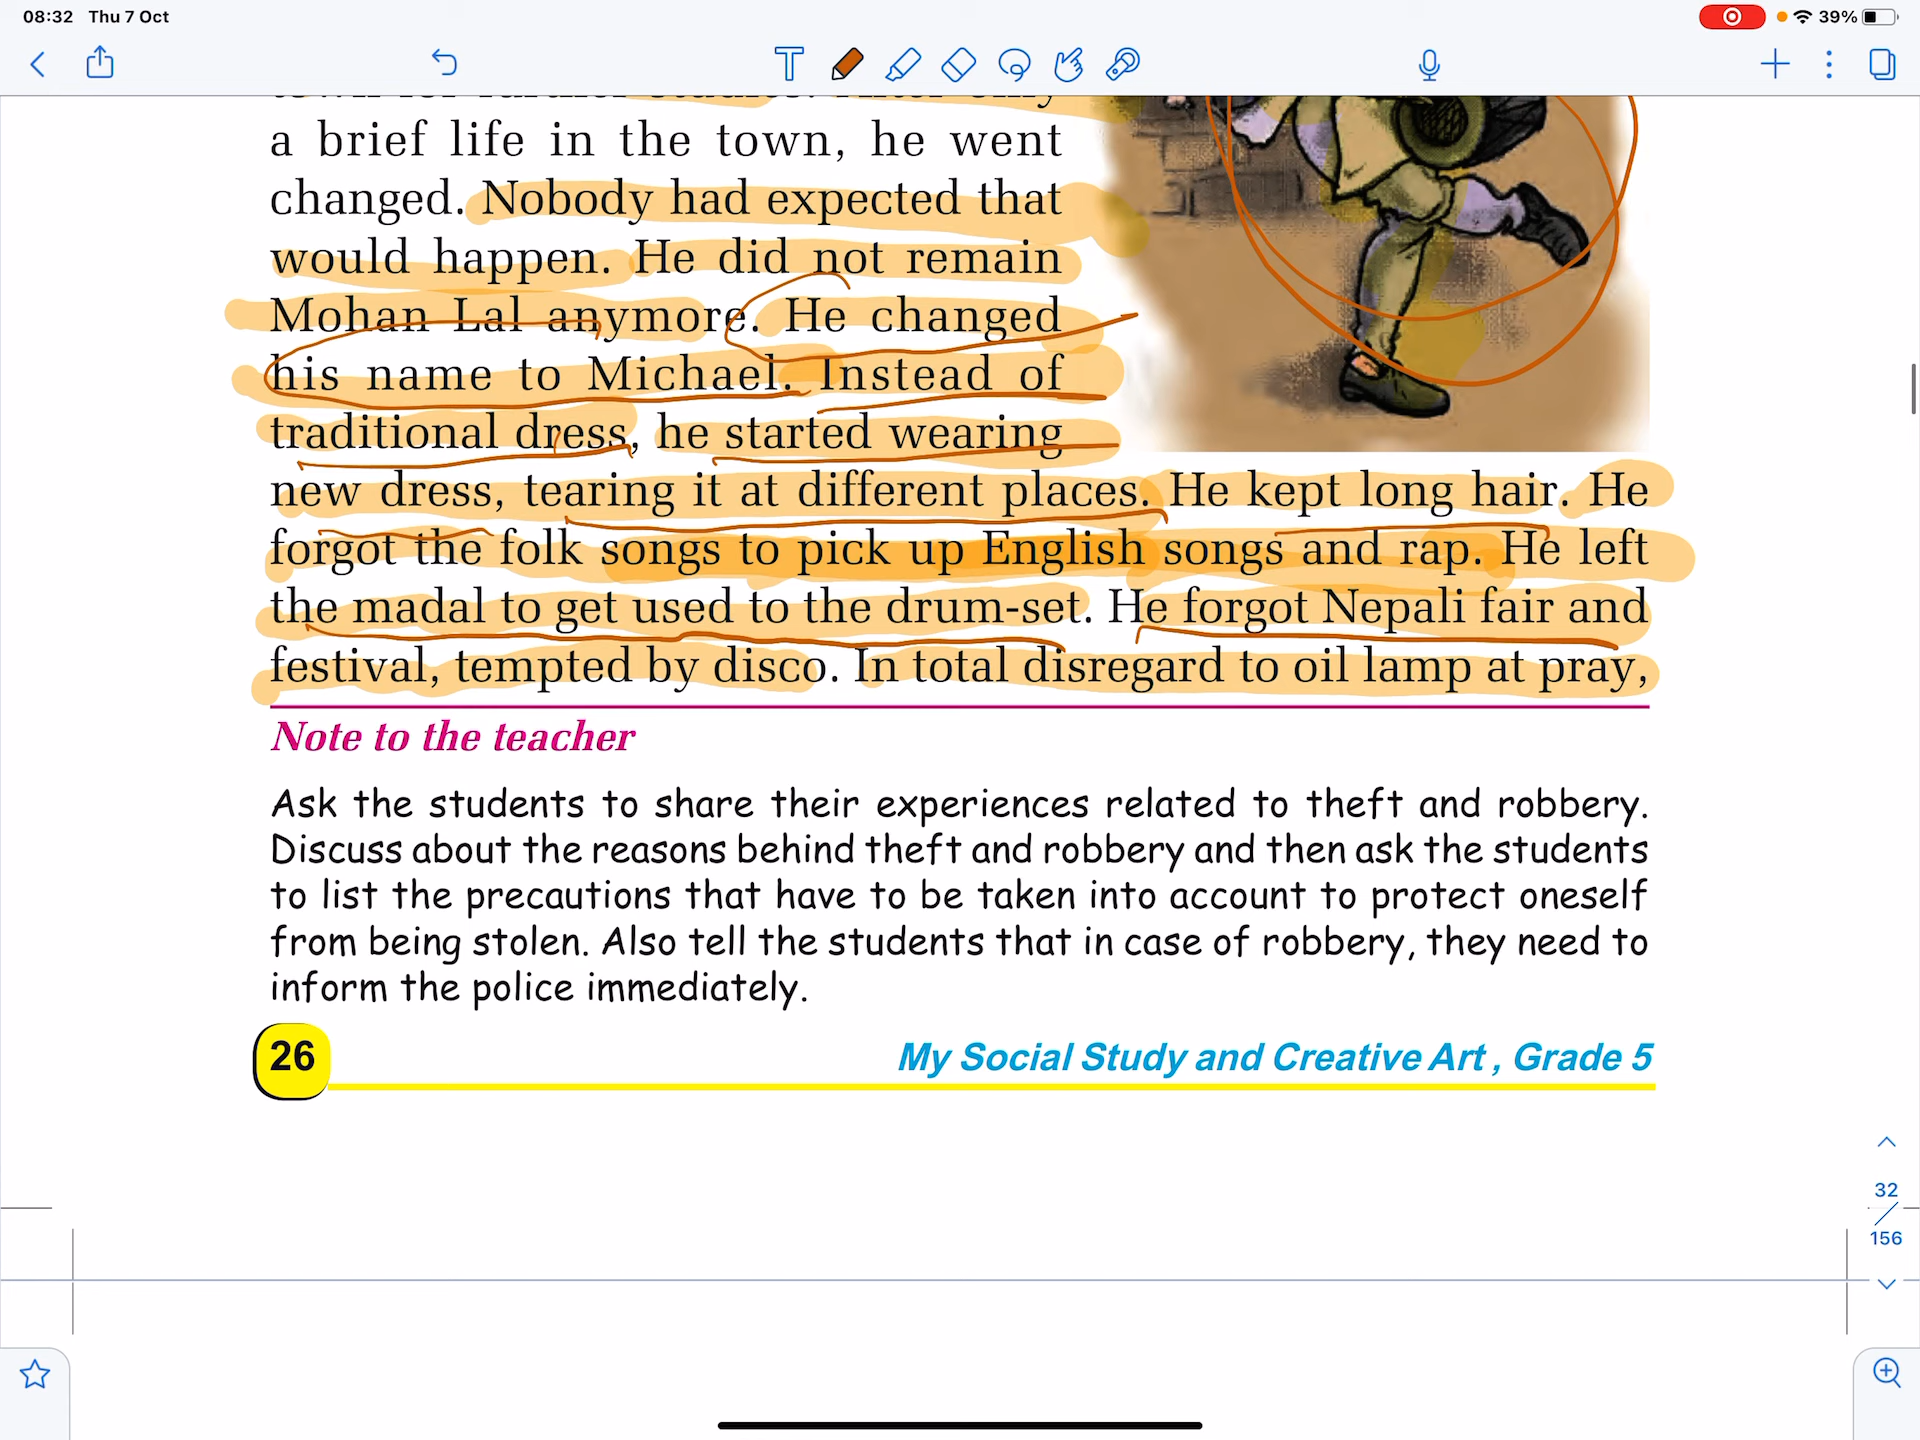 08:32 Thu 7 Oct
39%
a brief life in the town, he went
changed. Nobody had expected that
would happen. He did not remain
Mohan Lal anymore. He changed
his name to Michael. Instead of
traditional dress, he started wearing
new dress, tearing it at different places. He kept long hair. He
forgot the folk songs to pick up English songs and rap. He left
the madal to get used to the drum-set. He forgot Nepali fair and
festival, tempted by disco. In total disregard to oil lamp at pray,
Note to the teacher
Ask the students to share their experiences related to theft and robbery.
Discuss about the reasons behind theft and robbery and then ask the students
to list the precautions that have to be taken into account to protect oneself
from being stolen. Also tell the students that in case of robbery, they need to
inform the police immediately.
26
My Social Study and Creative Art , Grade 5
32
156